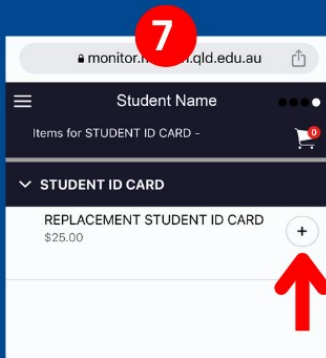 7
.qld.edu.au
Student Name
Items for STUDENT ID CARD -
0
STUDENT ID CARD
REPLACEMENT STUDENT ID CARD
$25.00
+